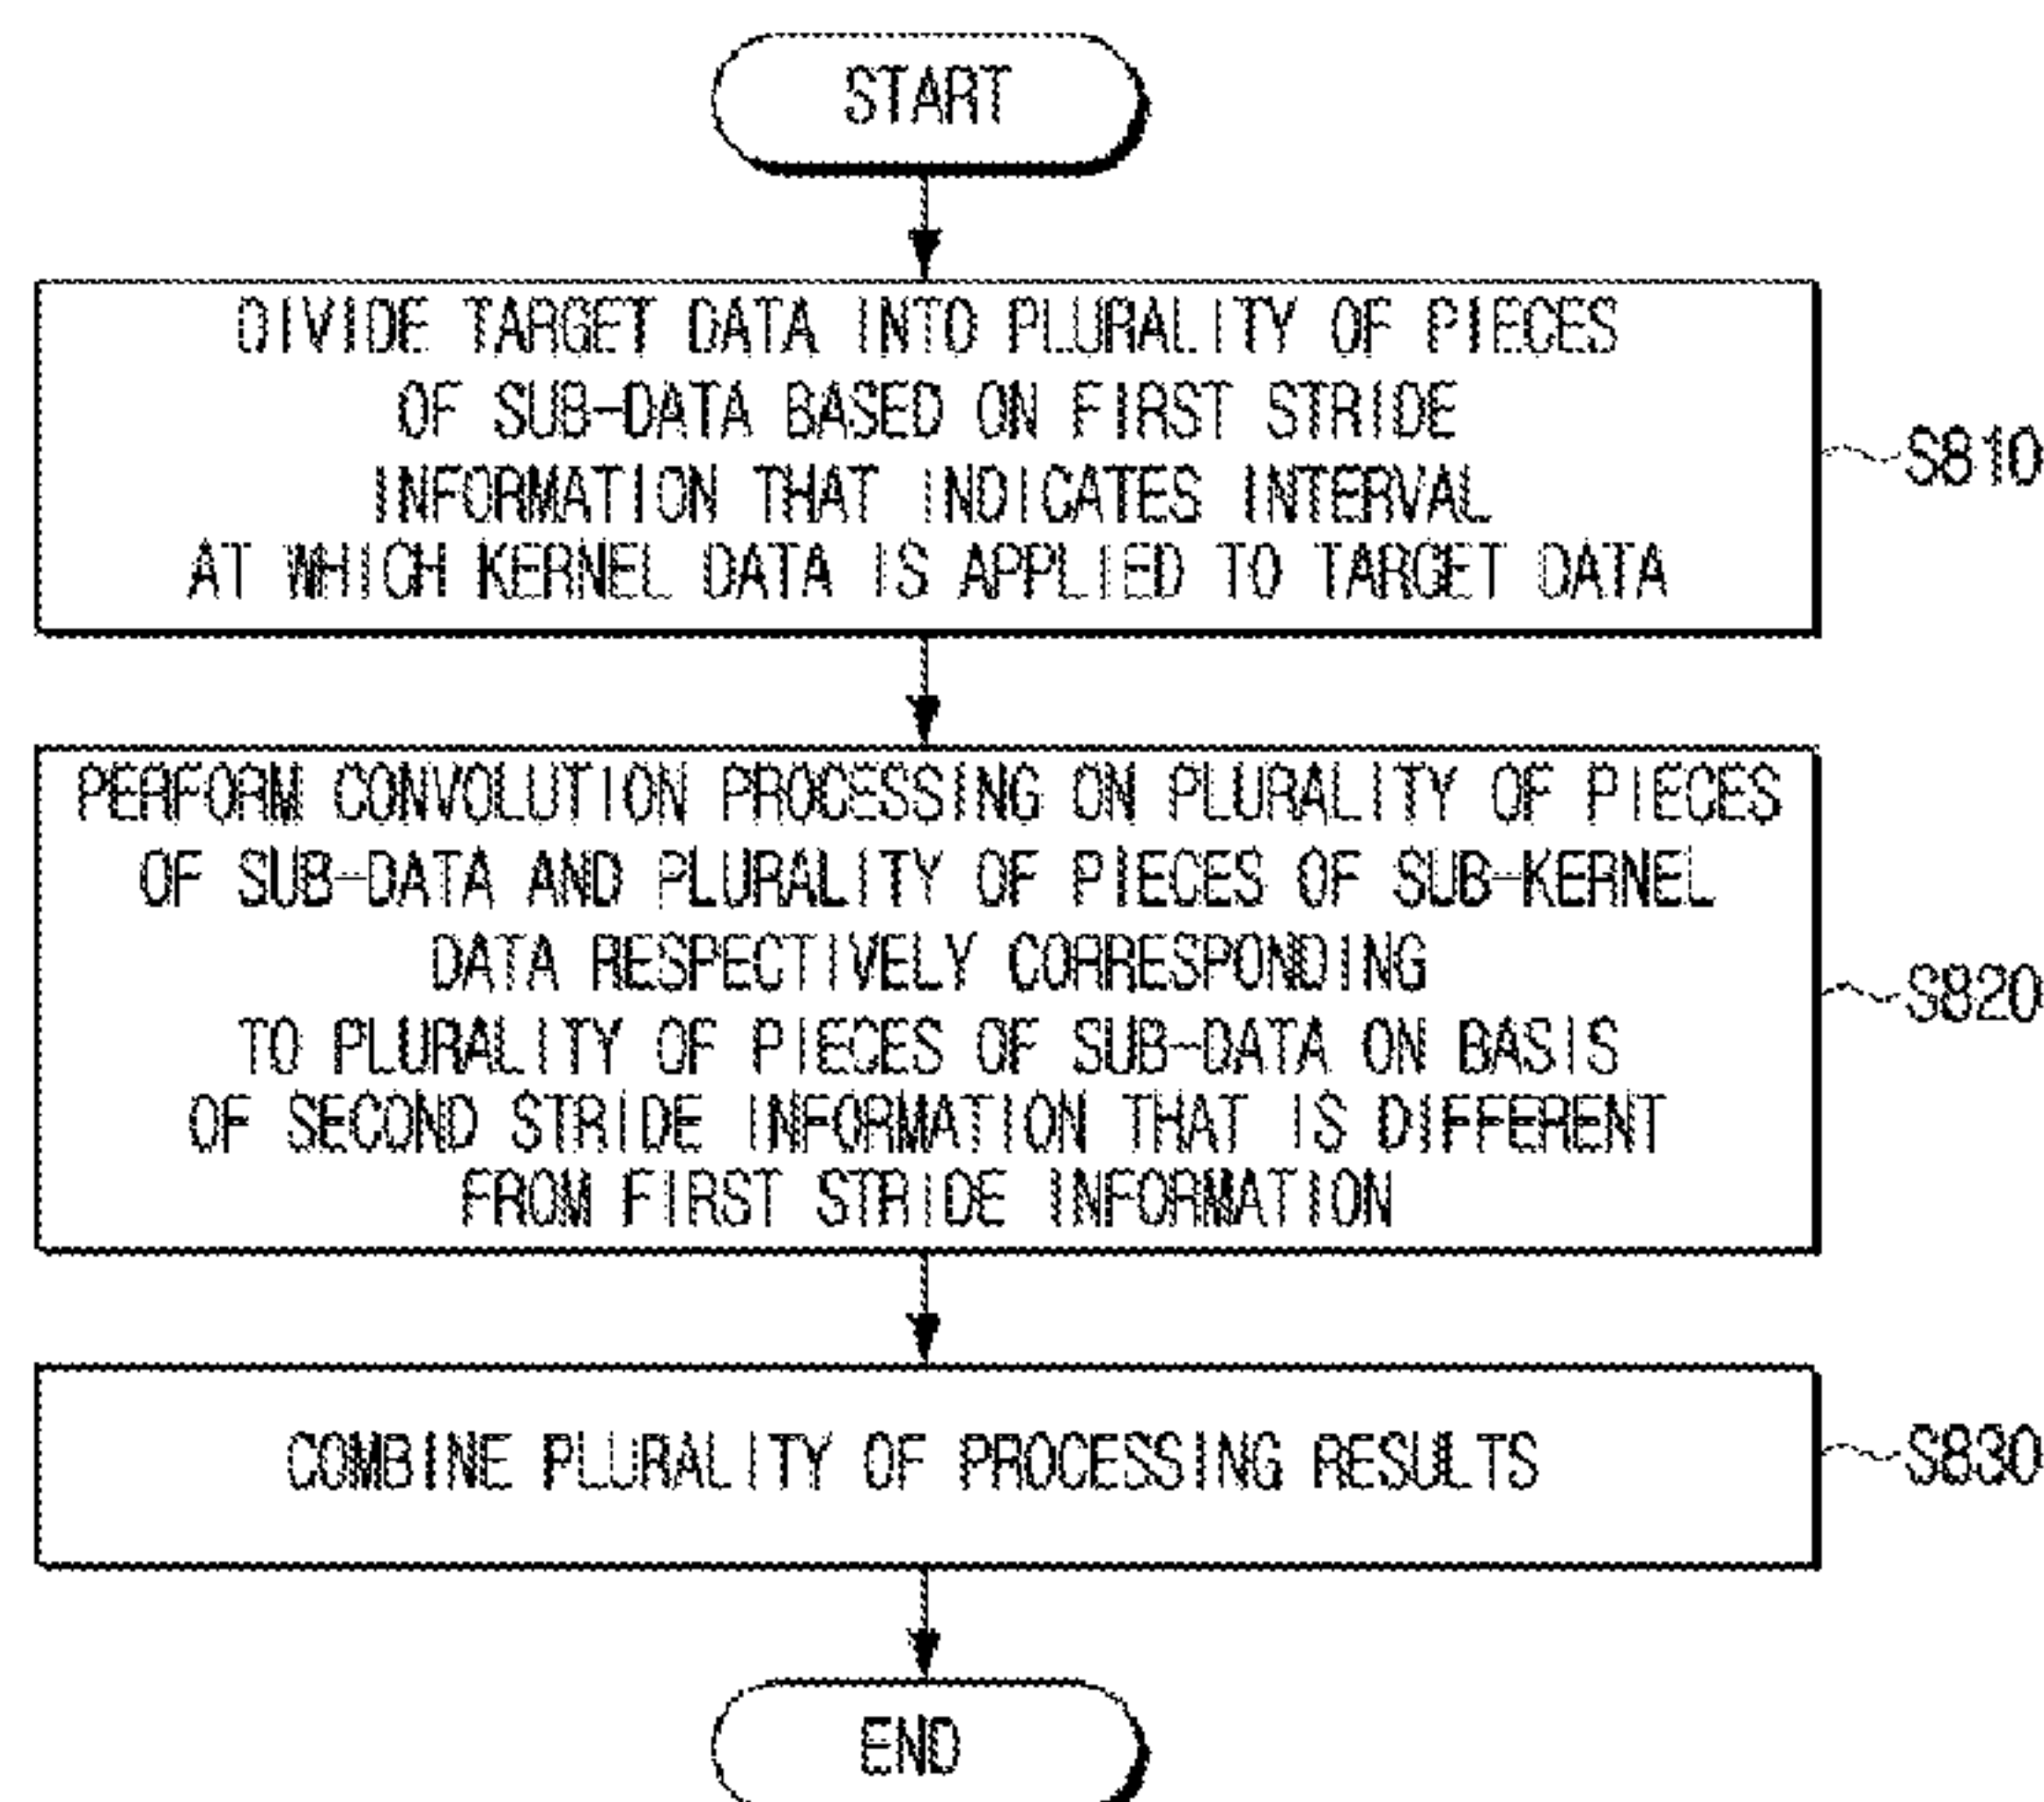 START
DIVIDE TARGET DATA INTO PLURALITY OF PIECES
OF SUB-DATA BASED ON FIRST STRIDE
INFORMATION THAT INDICATES INTERVAL
AT WHICH KERNEL DATA IS APPLIED TO TARGET DATA
S810
PERFORM CONVOLUTION PROCESSING ON PLURALITY OF PIECES
OF SUB-DATA AND PLURALITY OF PIECES OF SUB-KERNEL
DATA RESPECTIVELY CORRESPONDING
TO PLURALITY OF PIECES OF SUB-DATA ON BASIS
OF SECOND STRIDE INFORMATION THAT IS DIFFERENT
FROM FIRST STRIDE INFORMATION
S820
COMBINE PLURALITY OF PROCESSING RESULTS
S830
END